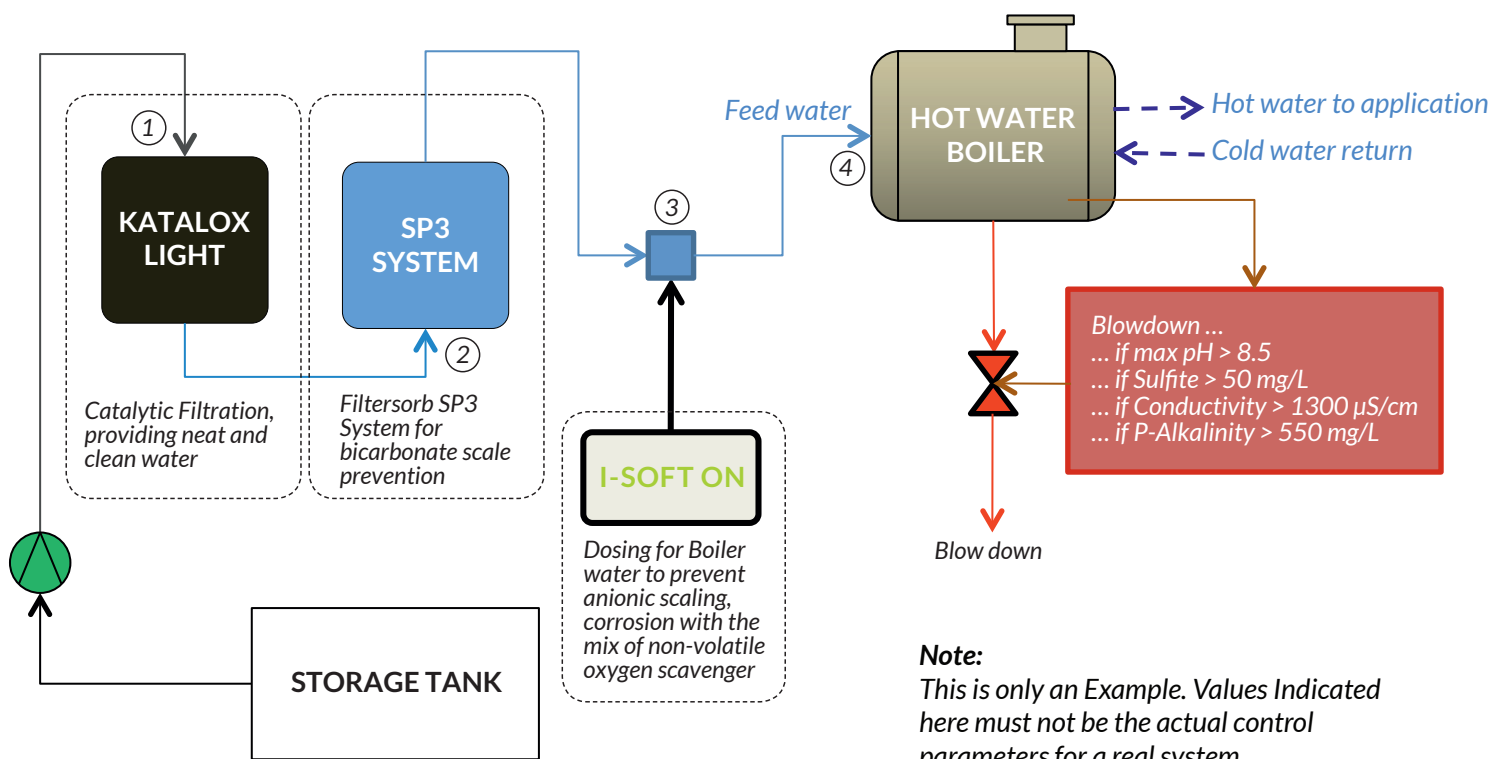 1
KATALOX
LIGHT
Catalytic Filtration,
providing neat and
clean water
SP3
SYSTEM
2
Filtersorb SP3
System for
bicarbonate scale
prevention
3
I-SOFT ON
Dosing for Boiler
water to prevent
anionic scaling,
corrosion with the
mix of non-volatile
oxygen scavenger
STORAGE TANK
Feed water
4
HOT WATER
BOILER
Hot water to application
Cold water return
Blowdown ...
... if max pH > 8.5
... if Sulfite > 50 mg/L
... if Conductivity > 1300 µS/cm
... if P-Alkalinity > 550 mg/L
Blow down
Note:
This is only an Example. Values Indicated
here must not be the actual control
parameters for a real system